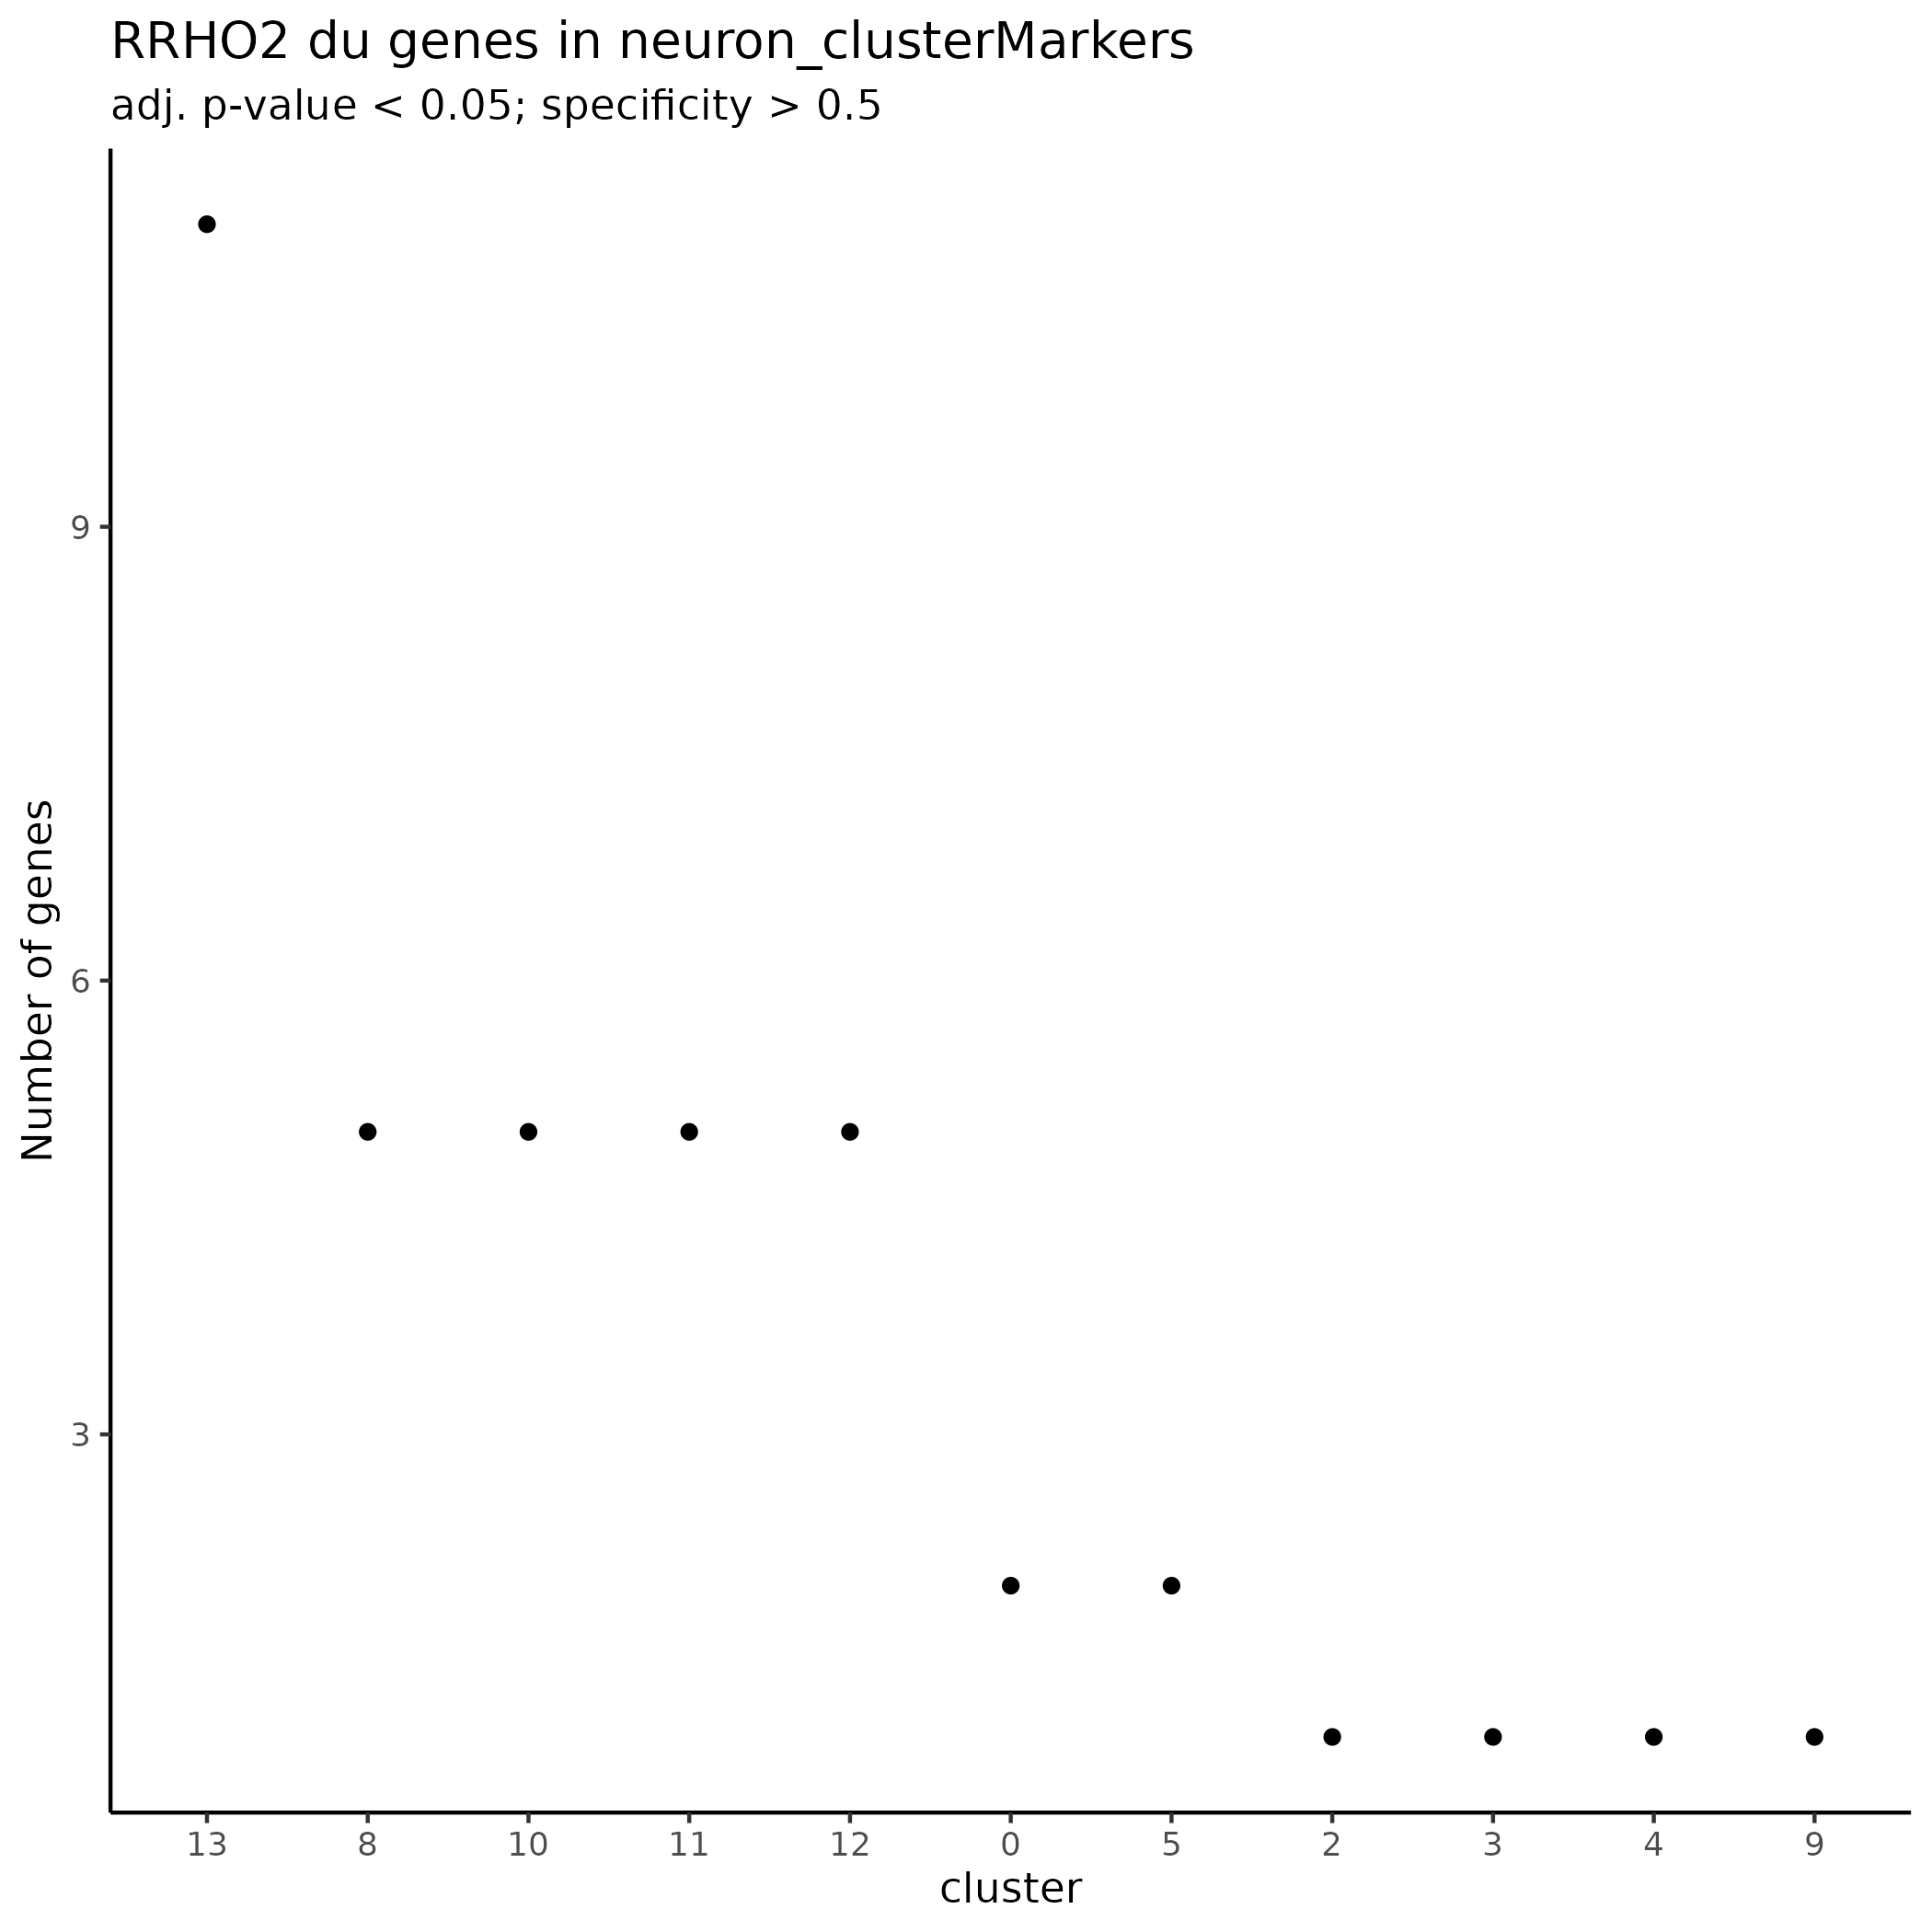 RRHO2 du genes in neuron_clusterMarkers
adj. p-value < 0.05; specificity > 0.5
Number of genes
9
6
3
13 8 10 11 12 0 5 2 3 4 9
cluster